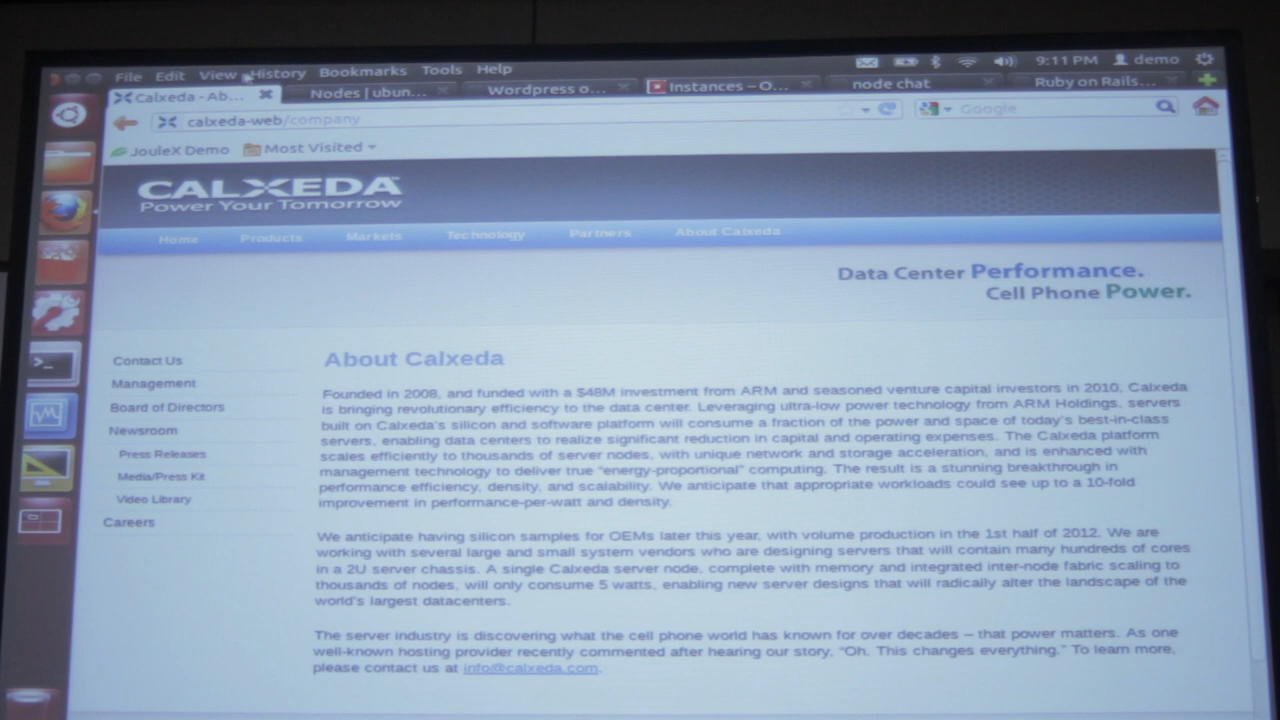 File Edit View History Bookmarks Tools Help
9:11 PM demo
Calxeda - Ab... Nodes | ubun... Wordpress o... Instances – O... node chat Ruby on Rails...
calxeda-web/company
Google
JouleX Demo Most Visited
CALXEDA
Power Your Tomorrow
Home Products Markets Technology Partners About Calxeda
Data Center Performance.
Cell Phone Power.
Contact Us
Management
Board of Directors
Newsroom
Press Releases
Media/Press Kit
Video Library
Careers
About Calxeda
Founded in 2008, and funded with a $48M investment from ARM and seasoned venture capital investors in 2010, Calxeda
is bringing revolutionary efficiency to the data center. Leveraging ultra-low power technology from ARM Holdings, servers
built on Calxeda's silicon and software platform will consume a fraction of the power and space of today's best-in-class
servers, enabling data centers to realize significant reduction in capital and operating expenses. The Calxeda platform
scales efficiently to thousands of server nodes, with unique network and storage acceleration, and is enhanced with
management technology to deliver true "energy-proportional" computing. The result is a stunning breakthrough in
performance efficiency, density, and scalability. We anticipate that appropriate workloads could see up to a 10-fold
improvement in performance-per-watt and density.
We anticipate having silicon samples for OEMs later this year, with volume production in the 1st half of 2012. We are
working with several large and small system vendors who are designing servers that will contain many hundreds of cores
in a 2U server chassis. A single Calxeda server node, complete with memory and integrated inter-node fabric scaling to
thousands of nodes, will only consume 5 watts, enabling new server designs that will radically alter the landscape of the
world's largest datacenters.
The server industry is discovering what the cell phone world has known for over decades – that power matters. As one
well-known hosting provider recently commented after hearing our story, "Oh. This changes everything." To learn more,
please contact us at info@calxeda.com.